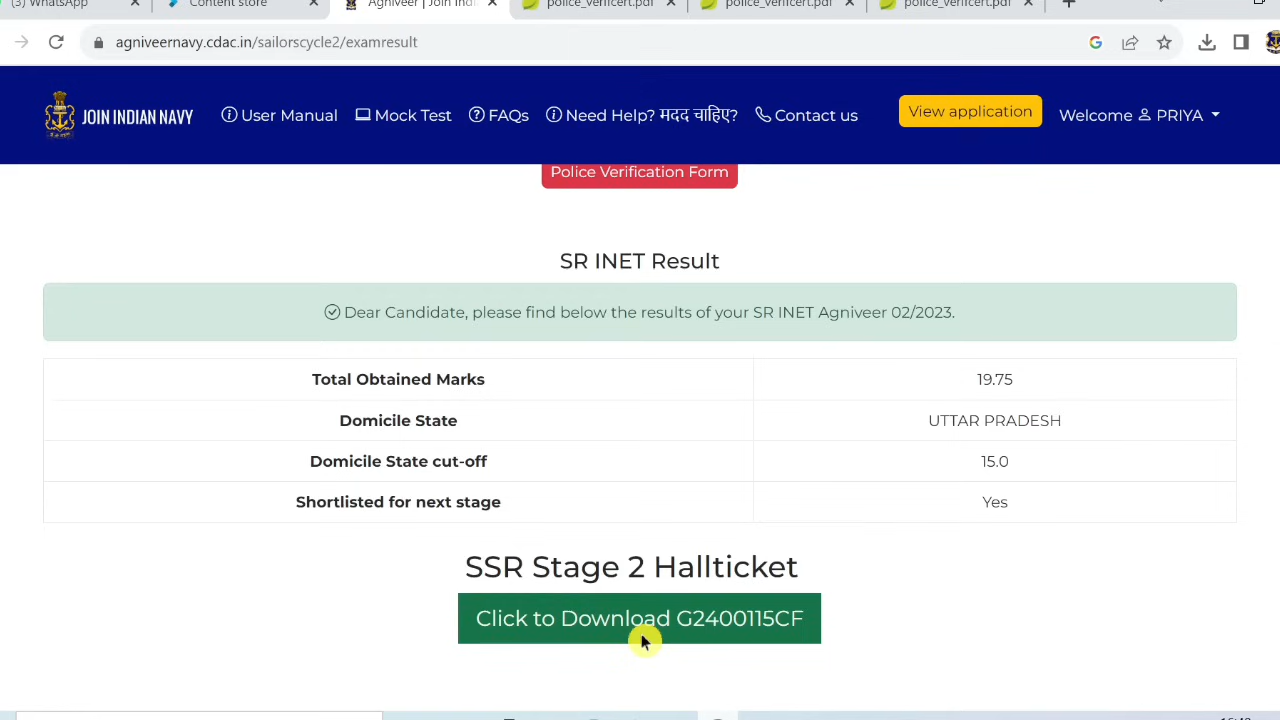 (3) WhatsApp
Content store
Agniveer | Join Indi
police_verifcert.pdf
police_verifcert.pdf
police_verifcert.pdf
agniveernavy.cdac.in/sailorscycle2/examresult
JOIN INDIAN NAVY
User Manual
Mock Test
FAQs
Need Help? मदद चाहिए?
Contact us
View application
Welcome PRIYA
Police Verification Form
SR INET Result
Dear Candidate, please find below the results of your SR INET Agniveer 02/2023.
Total Obtained Marks 19.75
Domicile State UTTAR PRADESH
Domicile State cut-off 15.0
Shortlisted for next stage Yes
SSR Stage 2 Hallticket
Click to Download G2400115CF